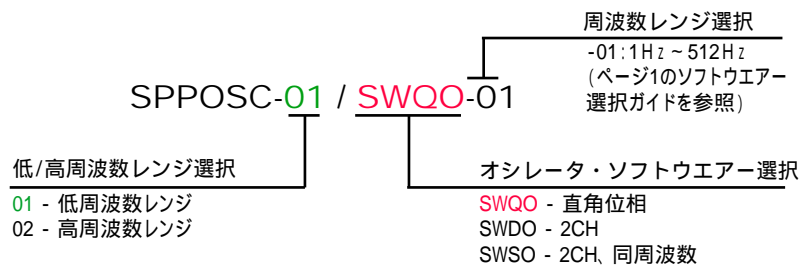 周波数レンジ選択
-01:1Hz~512Hz
(ページ1のソフトウエアー
選択ガイドを参照)
SPPOSC-01 / SWQO-01
低/高周波数レンジ選択
01 - 低周波数レンジ
02 - 高周波数レンジ
オシレータ・ソフトウエアー選択
SWQO - 直角位相
SWDO - 2CH
SWSO - 2CH、同周波数